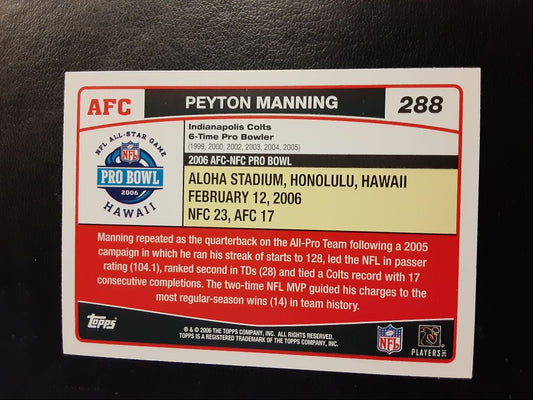 AFC
PEYTON MANNING
288
Indianapolis Colts
6-Time Pro Bowler
(1999, 2000, 2002, 2003, 2004, 2005)
2006 AFC-NFC PRO BOWL
NFL ALL-STAR GAME
NFL
PRO BOWL
2006
HAWAII
ALOHA STADIUM, HONOLULU, HAWAII
FEBRUARY 12, 2006
NFC 23, AFC 17
Manning repeated as the quarterback on the All-Pro Team following a 2005
campaign in which he ran his streak of starts to 128, led the NFL in passer
rating (104.1), ranked second in TDs (28) and tied a Colts record with 17
consecutive completions. The two-time NFL MVP guided his charges to the
most regular-season wins (14) in team history.
Topps
® & © 2006 THE TOPPS COMPANY, INC. ALL RIGHTS RESERVED.
TOPPS IS A REGISTERED TRADEMARK OF THE TOPPS COMPANY, INC.
NFL
PLAYERS INC